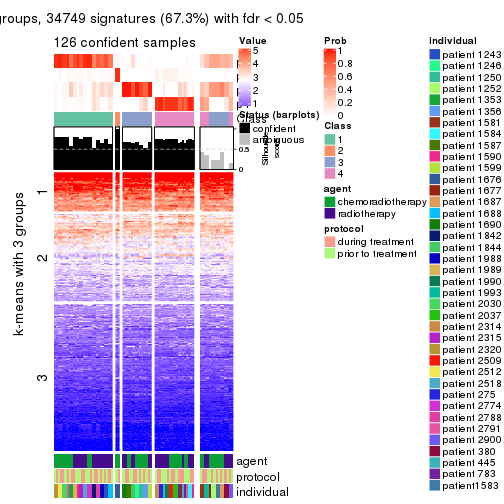 groups, 34749 signatures (67.3%) with fdr < 0.05
126 confident samples
k-means with 3 groups
1
2
3
Class
Status (barplots)
confident
ambiguous
1
0.5
0
Silhouette
score
agent
protocol
individual
Value
5
4
3
2
1
Prob
1
0.8
0.6
0.4
0.2
0
Class
1
2
3
4
agent
chemoradiotherapy
radiotherapy
protocol
during treatment
prior to treatment
individual
patient 1243
patient 1246
patient 1250
patient 1252
patient 1353
patient 1356
patient 1581
patient 1584
patient 1587
patient 1590
patient 1599
patient 1676
patient 1677
patient 1687
patient 1688
patient 1690
patient 1842
patient 1844
patient 1988
patient 1989
patient 1990
patient 1993
patient 2030
patient 2037
patient 2314
patient 2315
patient 2320
patient 2509
patient 2512
patient 2518
patient 275
patient 2774
patient 2788
patient 2791
patient 2900
patient 380
patient 445
patient 783
patient1583